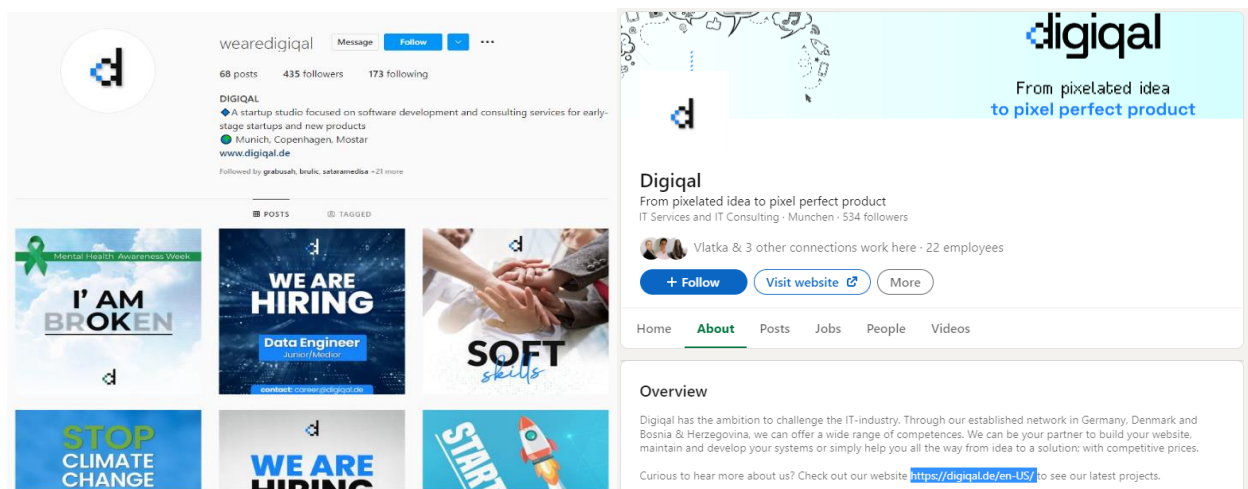 wearedigiqal Message Follow
68 posts 435 followers 173 following
DIGIQAL
A startup studio focused on software development and consulting services for early-
stage startups and new products
Munich, Copenhagen, Mostar
www.digiqal.de
Followed by grabusah, brulic, sataramedisa +21 more
POSTS TAGGED
Mental Health Awareness Week
I' AM
BROKEN
WE ARE
HIRING
Data Engineer
Junior/Medior
contact: career@digiqal.de
SOFT
skills
STOP
CLIMATE
CHANGE
WE ARE
HIRING
START
digiqal
From pixelated idea
to pixel perfect product
Digiqal
From pixelated idea to pixel perfect product
IT Services and IT Consulting · Munchen · 534 followers
Vlatka & 3 other connections work here · 22 employees
+ Follow Visit website More
Home About Posts Jobs People Videos
Overview
Digiqal has the ambition to challenge the IT-industry. Through our established network in Germany, Denmark and
Bosnia & Herzegovina, we can offer a wide range of competences. We can be your partner to build your website,
maintain and develop your systems or simply help you all the way from idea to a solution; with competitive prices.
Curious to hear more about us? Check out our website https://digiqal.de/en-US/ to see our latest projects.